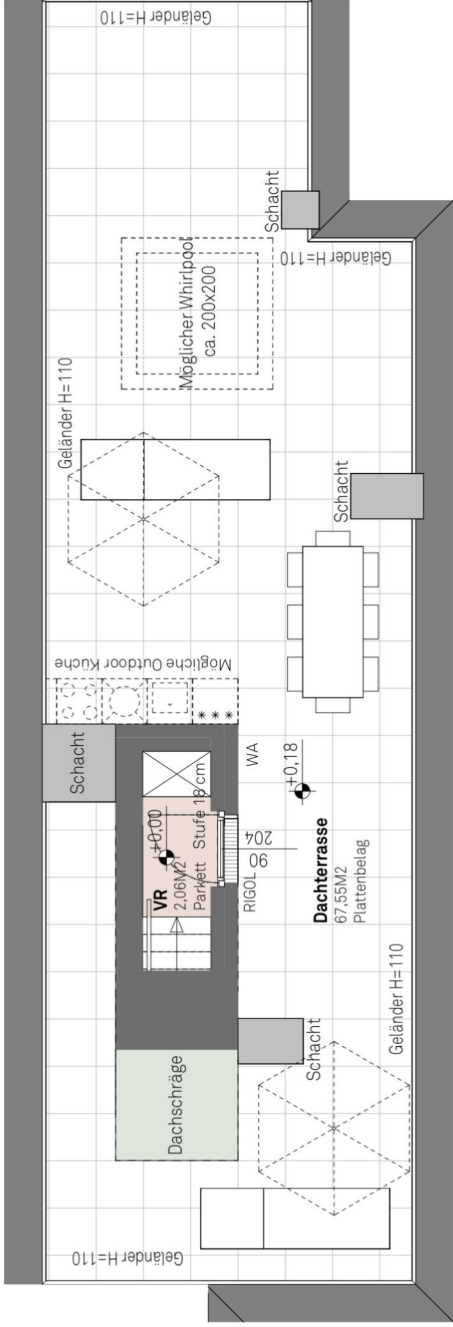 Geländer H=110
Schacht
Geländer H=110
Möglicher Whirlpool
ca. 200x200
Geländer H=110
Schacht
Mögliche Outdoor Küche
***
Schacht
WA
+0,18
VR
2,06M2
Parkett Stufe 18 cm
+0,00
90
204
RIGOL
Dachterrasse
67,55M2
Plattenbelag
Geländer H=110
Schacht
Dachschräge
Geländer H=110